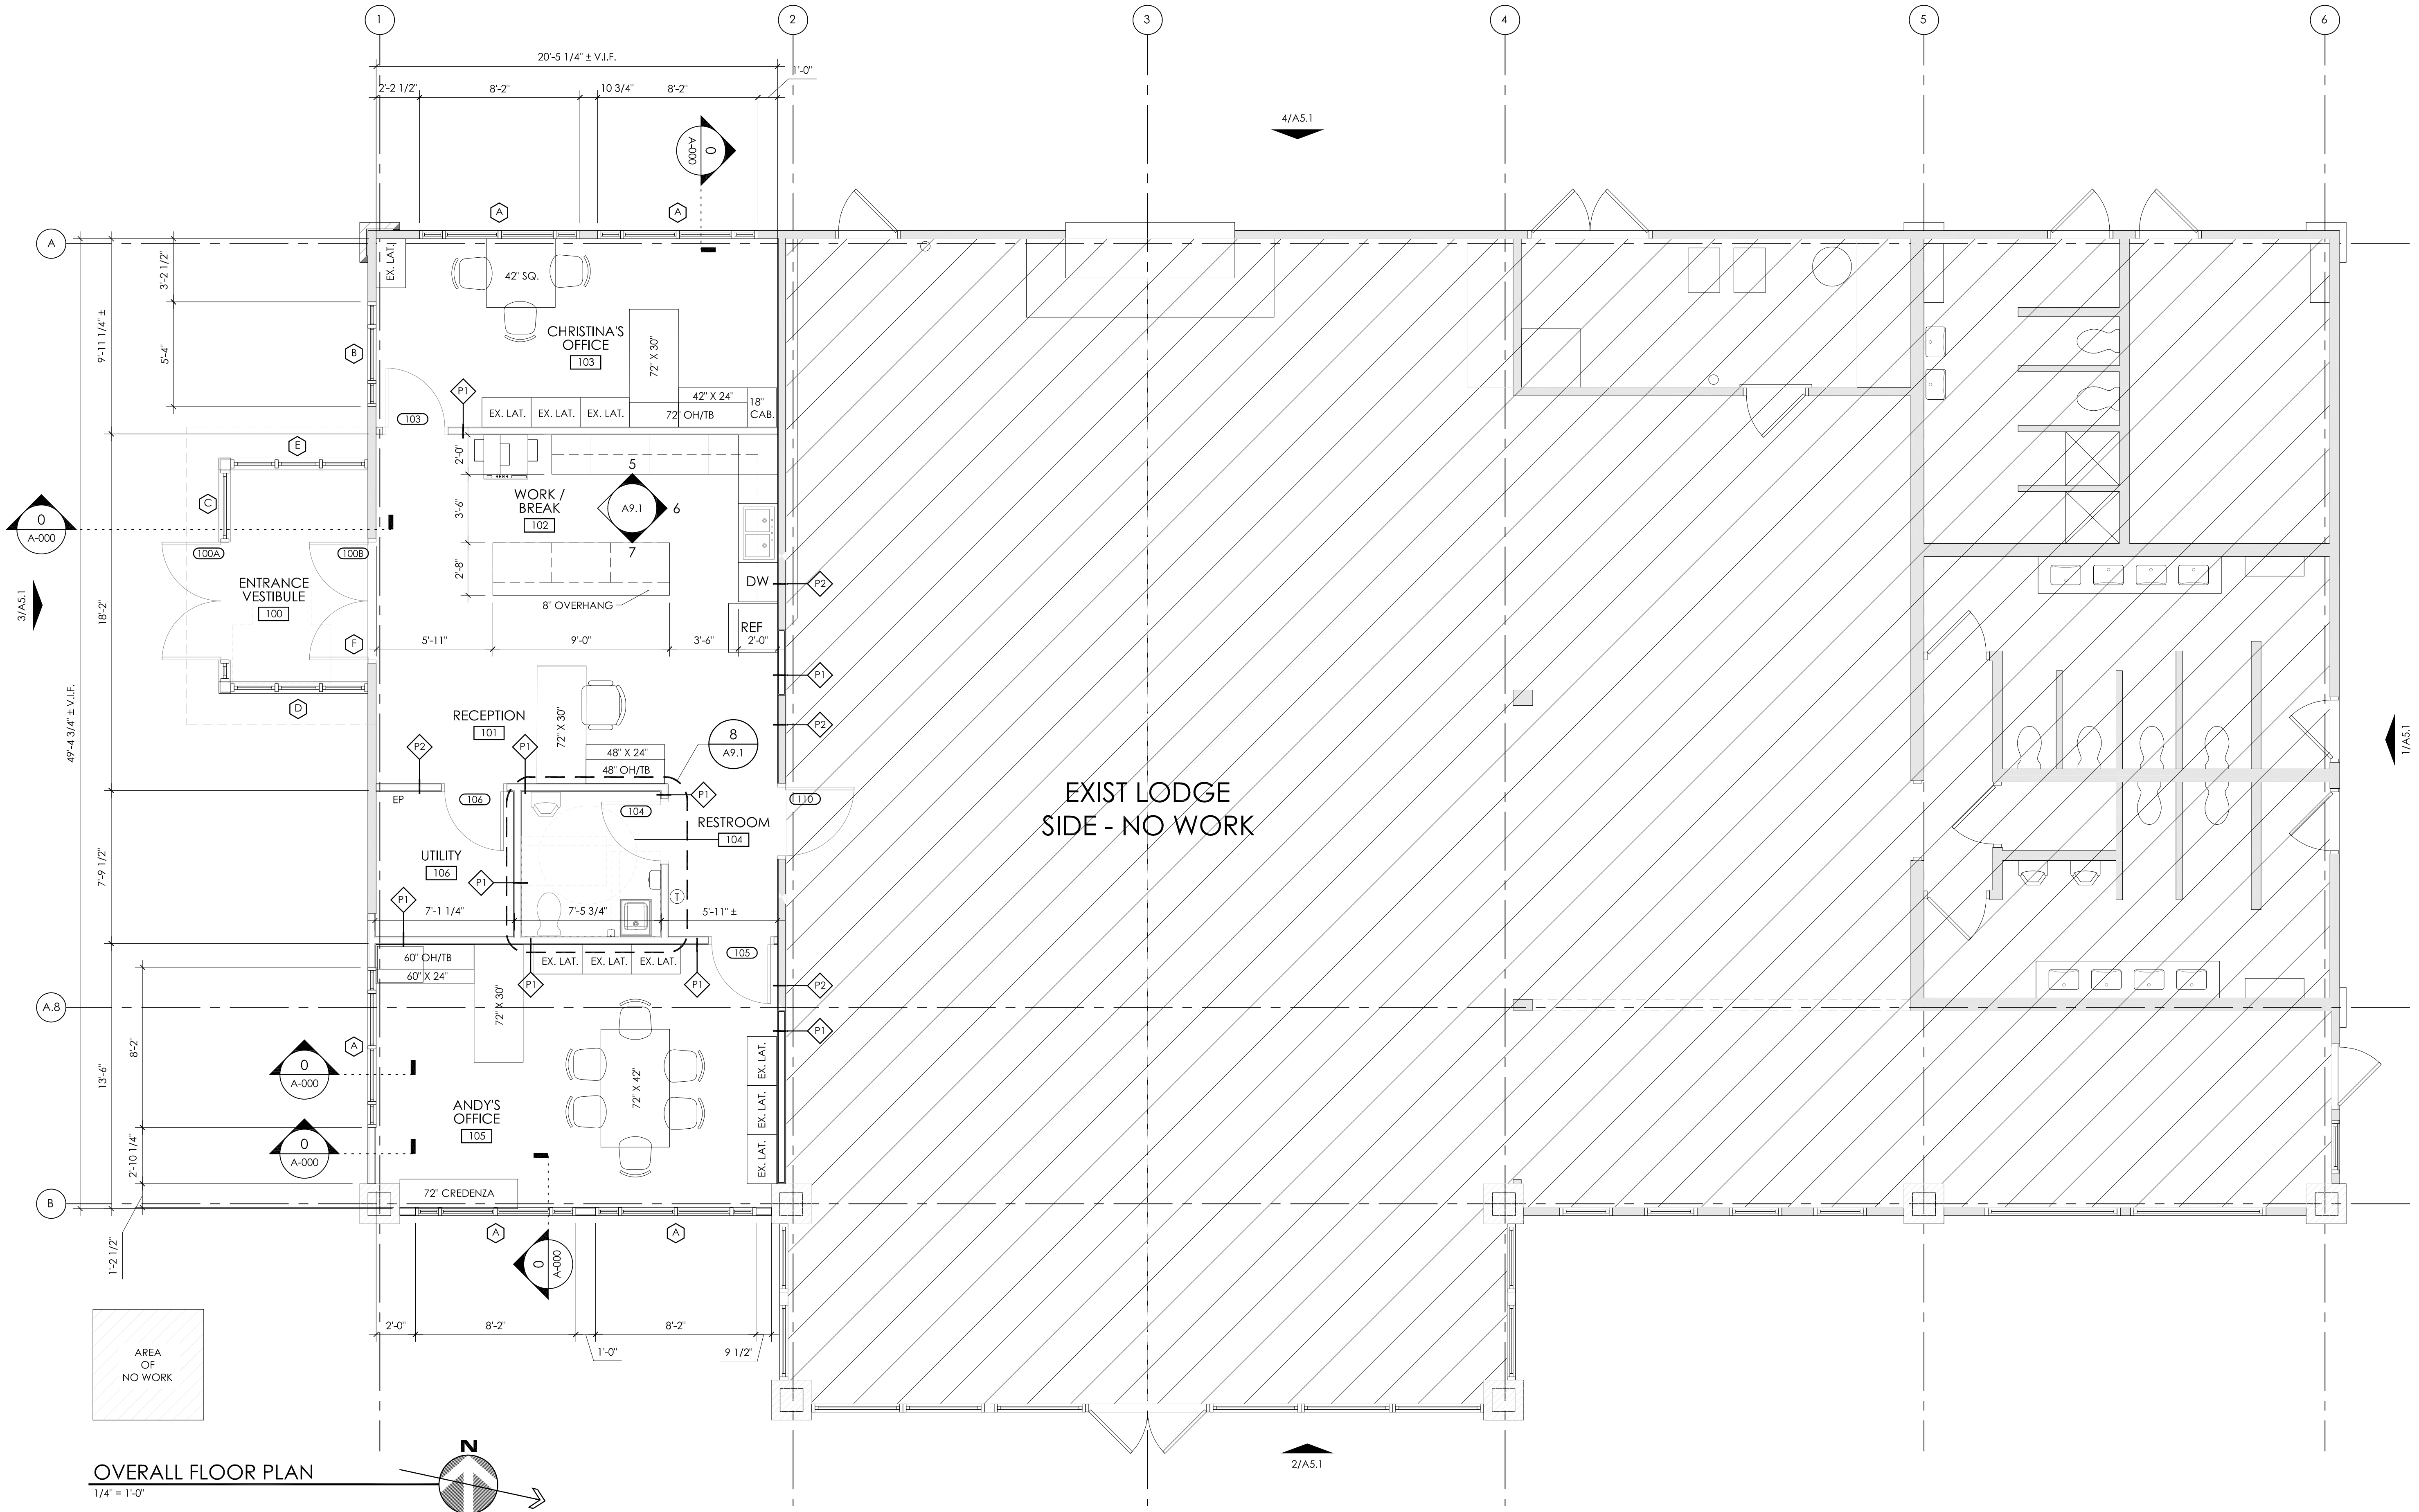 1
2
3
4
5
6
20'-5 1/4" ± V.I.F.
1'-0"
2'-2 1/2"
8'-2"
10 3/4"
8'-2"
4/A5.1
0
A-000
A
A
A
EX. LAT.
42" SQ.
3'-2 1/2"
9'-11 1/4" ±
5'-4"
B
CHRISTINA'S
OFFICE
103
72" X 30"
P1
103
EX. LAT.
EX. LAT.
EX. LAT.
42" X 24"
72" OH/TB
18"
CAB.
E
C
2'-0"
5
WORK /
BREAK
102
3'-6"
A9.1
6
7
0
A-000
100A
100B
3/A5.1
ENTRANCE
VESTIBULE
100
2'-8"
DW
P2
8" OVERHANG
18'-2"
F
5'-11"
9'-0"
3'-6"
REF
2'-0"
P1
D
49'-4 3/4" ± V.I.F.
RECEPTION
101
72" X 30"
P2
P2
P1
8
A9.1
48" X 24"
48" OH/TB
1/A5.1
EXIST LODGE
SIDE - NO WORK
EP
106
104
P1
110
RESTROOM
104
7'-9 1/2"
UTILITY
106
P1
P1
T
7'-1 1/4"
7'-5 3/4"
5'-11" ±
105
60" OH/TB
60" X 24"
EX. LAT.
EX. LAT.
EX. LAT.
P1
P1
P2
A.8
72" X 30"
P1
8'-2"
A
13'-6"
0
A-000
72" X 42"
EX. LAT.
EX. LAT.
EX. LAT.
ANDY'S
OFFICE
105
0
A-000
2'-10 1/4"
B
72" CREDENZA
A
A
1'-2 1/2"
0
A-000
2'-0"
8'-2"
1'-0"
8'-2"
9 1/2"
AREA
OF
NO WORK
2/A5.1
N
OVERALL FLOOR PLAN
1/4" = 1'-0"